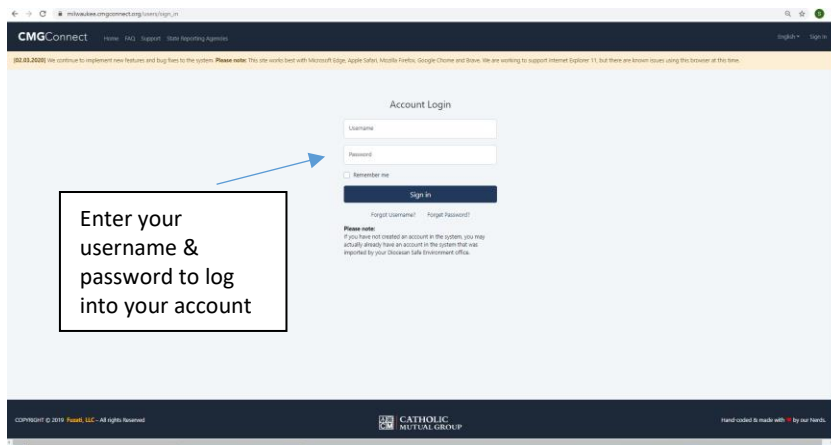 milwaukee.cmgconnect.org/users/sign_in
S
CMGConnect Home FAQ Support State Reporting Agencies English Sign in
[02.03.2020] We continue to implement new features and bug fixes to the system. Please note: This site works best with Microsoft Edge, Apple Safari, Mozilla Firefox, Google Chrome and Brave. We are working to support Internet Explorer 11, but there are known issues using this browser at this time.
Account Login
Username
Password
Remember me
Sign in
Forgot Username? Forgot Password?
Please note:
If you have not created an account in the system, you may
actually already have an account in the system that was
imported by your Diocesan Safe Environment office.
Enter your
username &
password to log
into your account
COPYRIGHT © 2019 Fuzati, LLC – All rights Reserved
CATHOLIC
MUTUAL GROUP
Hand-coded & made with ♥ by our Nerds.